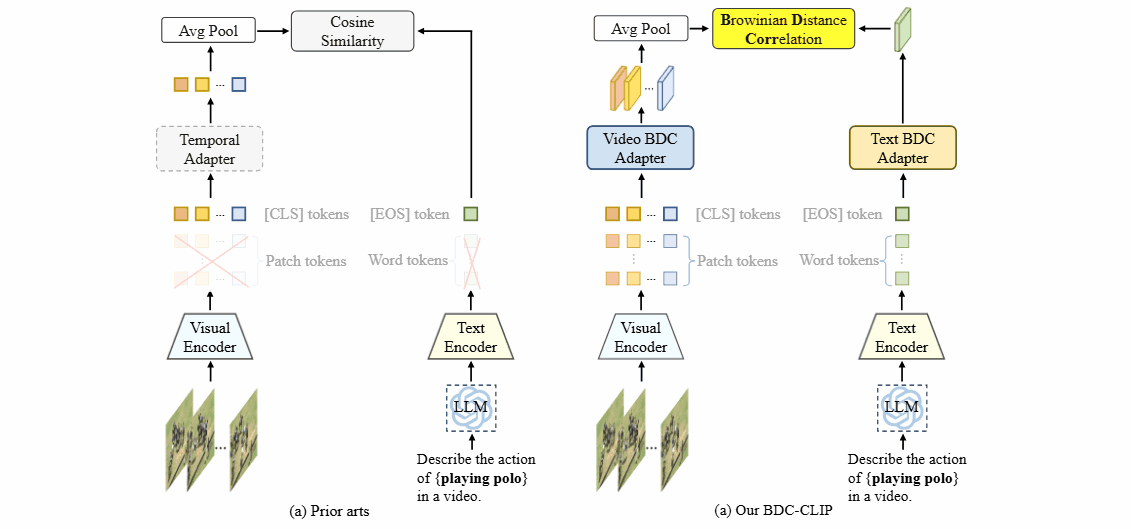 Avg Pool
Cosine
Similarity
...
Temporal
Adapter
...
[CLS] tokens
[EOS] token
...
Patch tokens
Word tokens
...
Visual
Encoder
Text
Encoder
LLM
...
Describe the action
of {playing polo}
in a video.
(a) Prior arts
Avg Pool
Browinian Distance
Correlation
...
Video BDC
Adapter
Text BDC
Adapter
...
[CLS] tokens
[EOS] token
...
Patch tokens
Word tokens
...
Visual
Encoder
Text
Encoder
LLM
...
Describe the action
of {playing polo}
in a video.
(a) Our BDC-CLIP